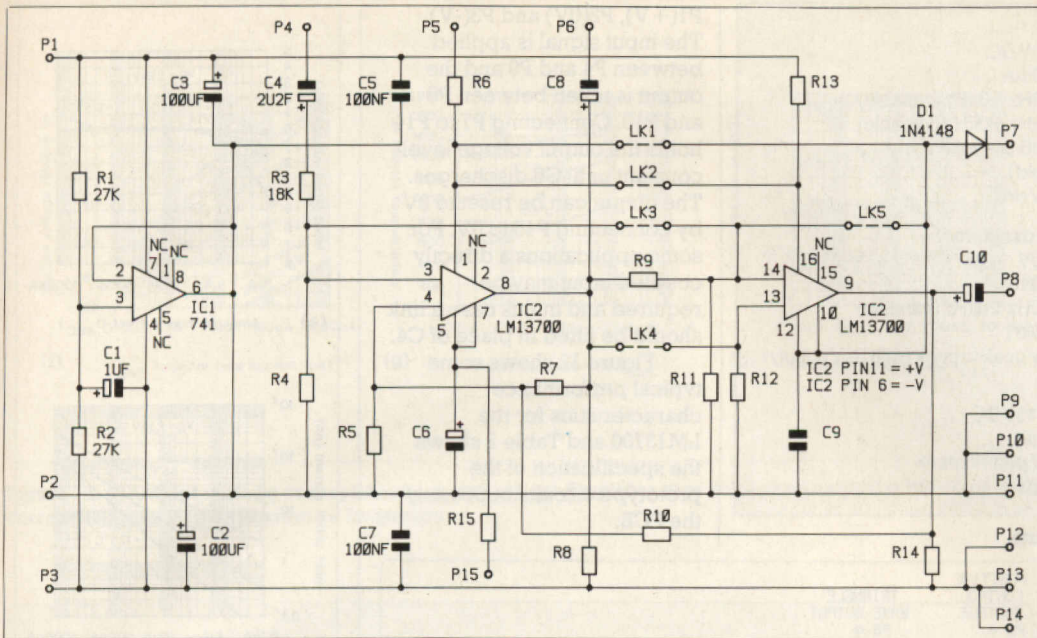 P4
P5
P6
P1
C3
100UF
C4
2U2F
C5
100NF
R6
C8
R13
D1
1N4148
P7
LK1
LK2
LK3
LK5
R1
27K
R3
18K
NC
NC
2
7
1
8
3
6
4
5
NC
IC1
741
NC
3
1
2
4
8
7
5
IC2
LM13700
R9
NC
14
16
15
13
9
10
12
IC2
LM13700
C10
P8
LK4
IC2 PIN11 = +V
IC2 PIN 6 = -V
C1
1UF
R4
R7
R11
R12
R2
27K
R5
C6
C9
P9
P10
P2
P11
C2
100UF
C7
100NF
R15
R10
P12
R8
R14
P3
P15
P13
P14